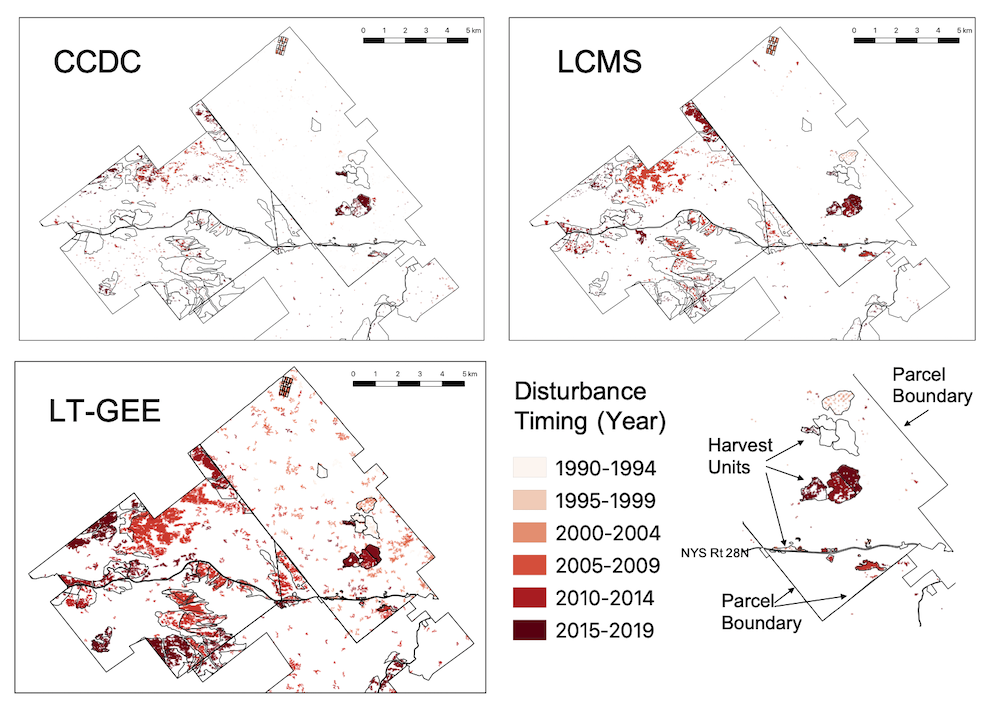 CCDC
0 1 2 3 4 5 km
LCMS
0 1 2 3 4 5 km
LT-GEE
0 1 2 3 4 5 km
Disturbance
Timing (Year)
1990-1994
1995-1999
2000-2004
2005-2009
2010-2014
2015-2019
Parcel
Boundary
Harvest
Units
NYS Rt 28N
Parcel
Boundary